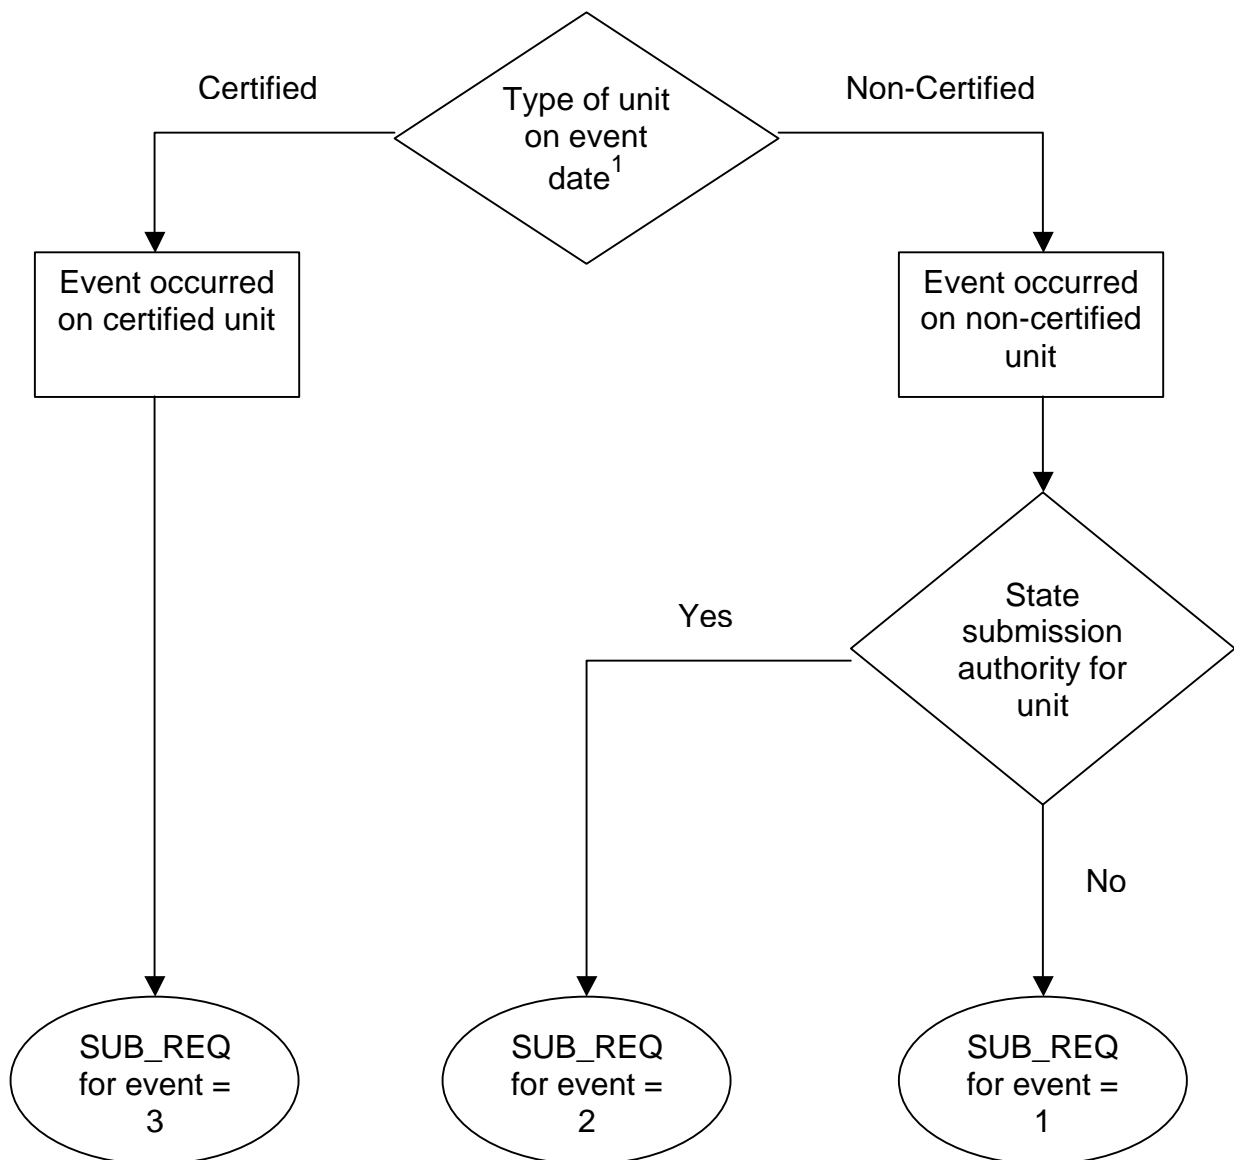 Certified
Type of unit
on event
date¹
Non-Certified
Event occurred
on certified unit
Event occurred
on non-certified
unit
State
submission
authority for
unit
Yes
No
SUB_REQ
for event =
3
SUB_REQ
for event =
2
SUB_REQ
for event =
1